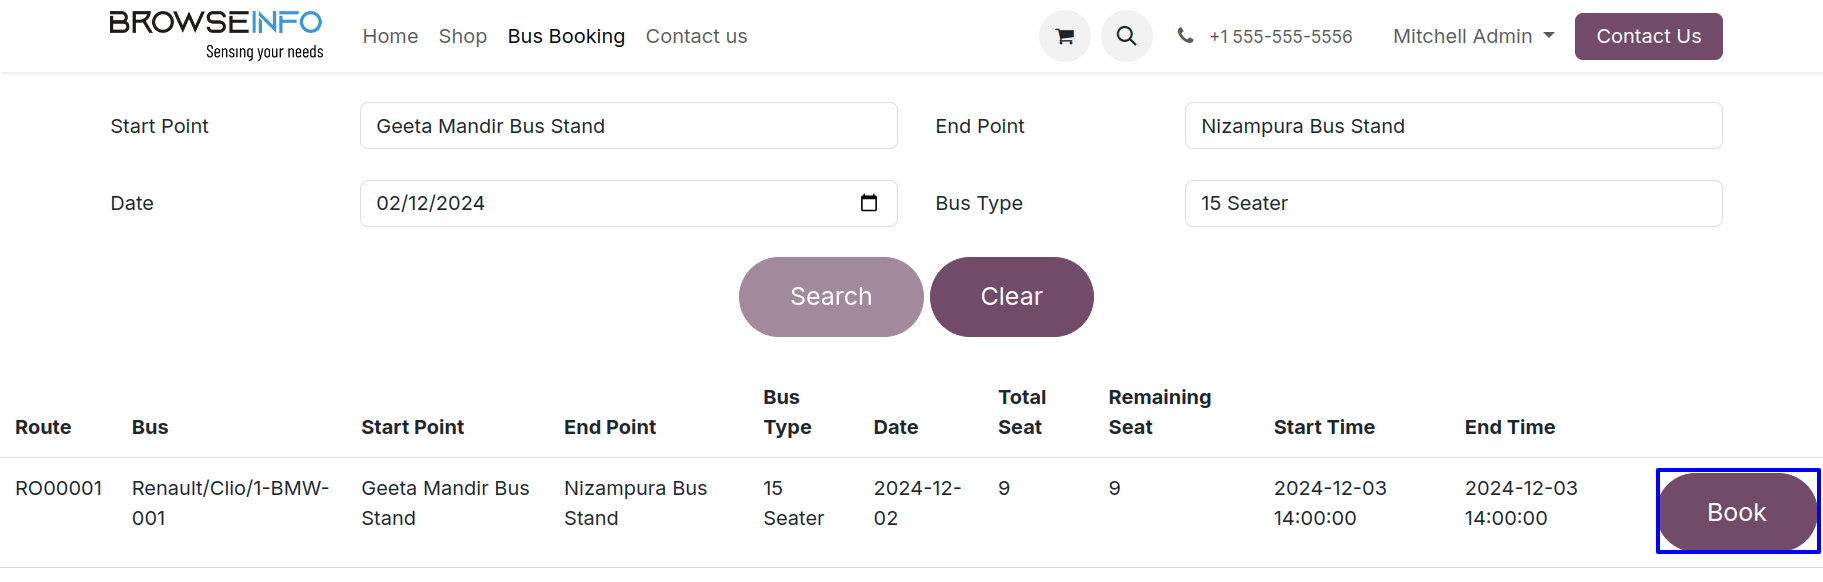 BROWSEINFO
Sensing your needs
Home Shop Bus Booking Contact us +1 555-555-5556 Mitchell Admin Contact Us
Start Point Geeta Mandir Bus Stand End Point Nizampura Bus Stand
Date 02/12/2024 Bus Type 15 Seater
Search Clear
Bus Total Remaining
Route Bus Start Point End Point Type Date Seat Seat Start Time End Time
RO00001 Renault/Clio/1-BMW- Geeta Mandir Bus Nizampura Bus 15 2024-12- 9 9 2024-12-03 2024-12-03
001 Stand Stand Seater 02 14:00:00 14:00:00
Book